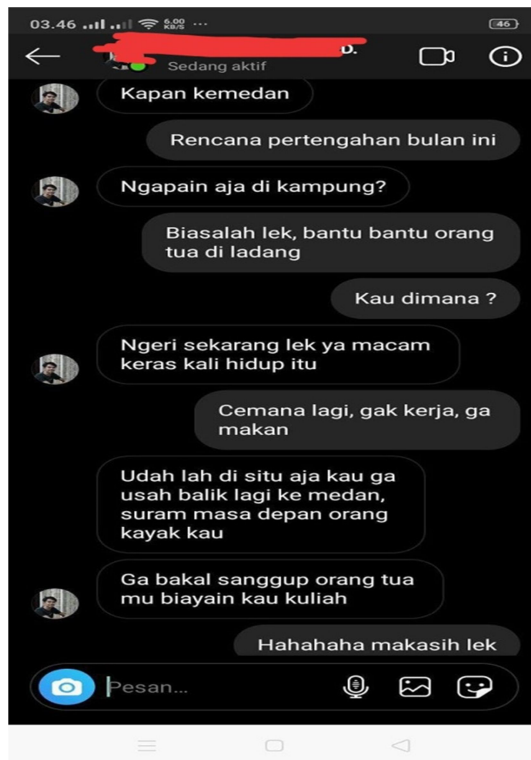 03.46
6.00
KB/S
46
D.
Sedang aktif
Kapan kemedan
Rencana pertengahan bulan ini
Ngapain aja di kampung?
Biasalah lek, bantu bantu orang
tua di ladang
Kau dimana ?
Ngeri sekarang lek ya macam
keras kali hidup itu
Cemana lagi, gak kerja, ga
makan
Udah lah di situ aja kau ga
usah balik lagi ke medan,
suram masa depan orang
kayak kau
Ga bakal sanggup orang tua
mu biayain kau kuliah
Hahahaha makasih lek
Pesan...